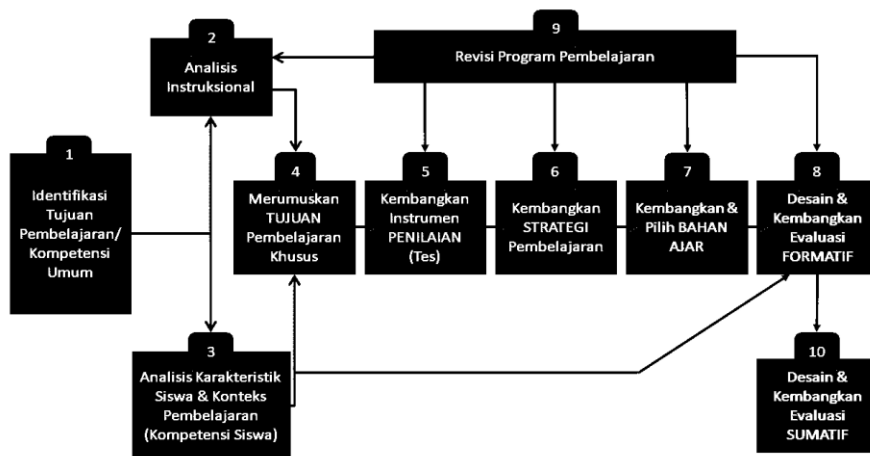 1
Identifikasi
Tujuan
Pembelajaran/
Kompetensi
Umum
2
Analisis
Instruksional
3
Analisis Karakteristik
Siswa & Konteks
Pembelajaran
(Kompetensi Siswa)
4
Merumuskan
TUJUAN
Pembelajaran
Khusus
5
Kembangkan
Instrumen
PENILAIAN
(Tes)
6
Kembangkan
STRATEGI
Pembelajaran
7
Kembangkan &
Pilih BAHAN
AJAR
8
Desain &
Kembangkan
Evaluasi
FORMATIF
9
Revisi Program Pembelajaran
10
Desain &
Kembangkan
Evaluasi
SUMATIF